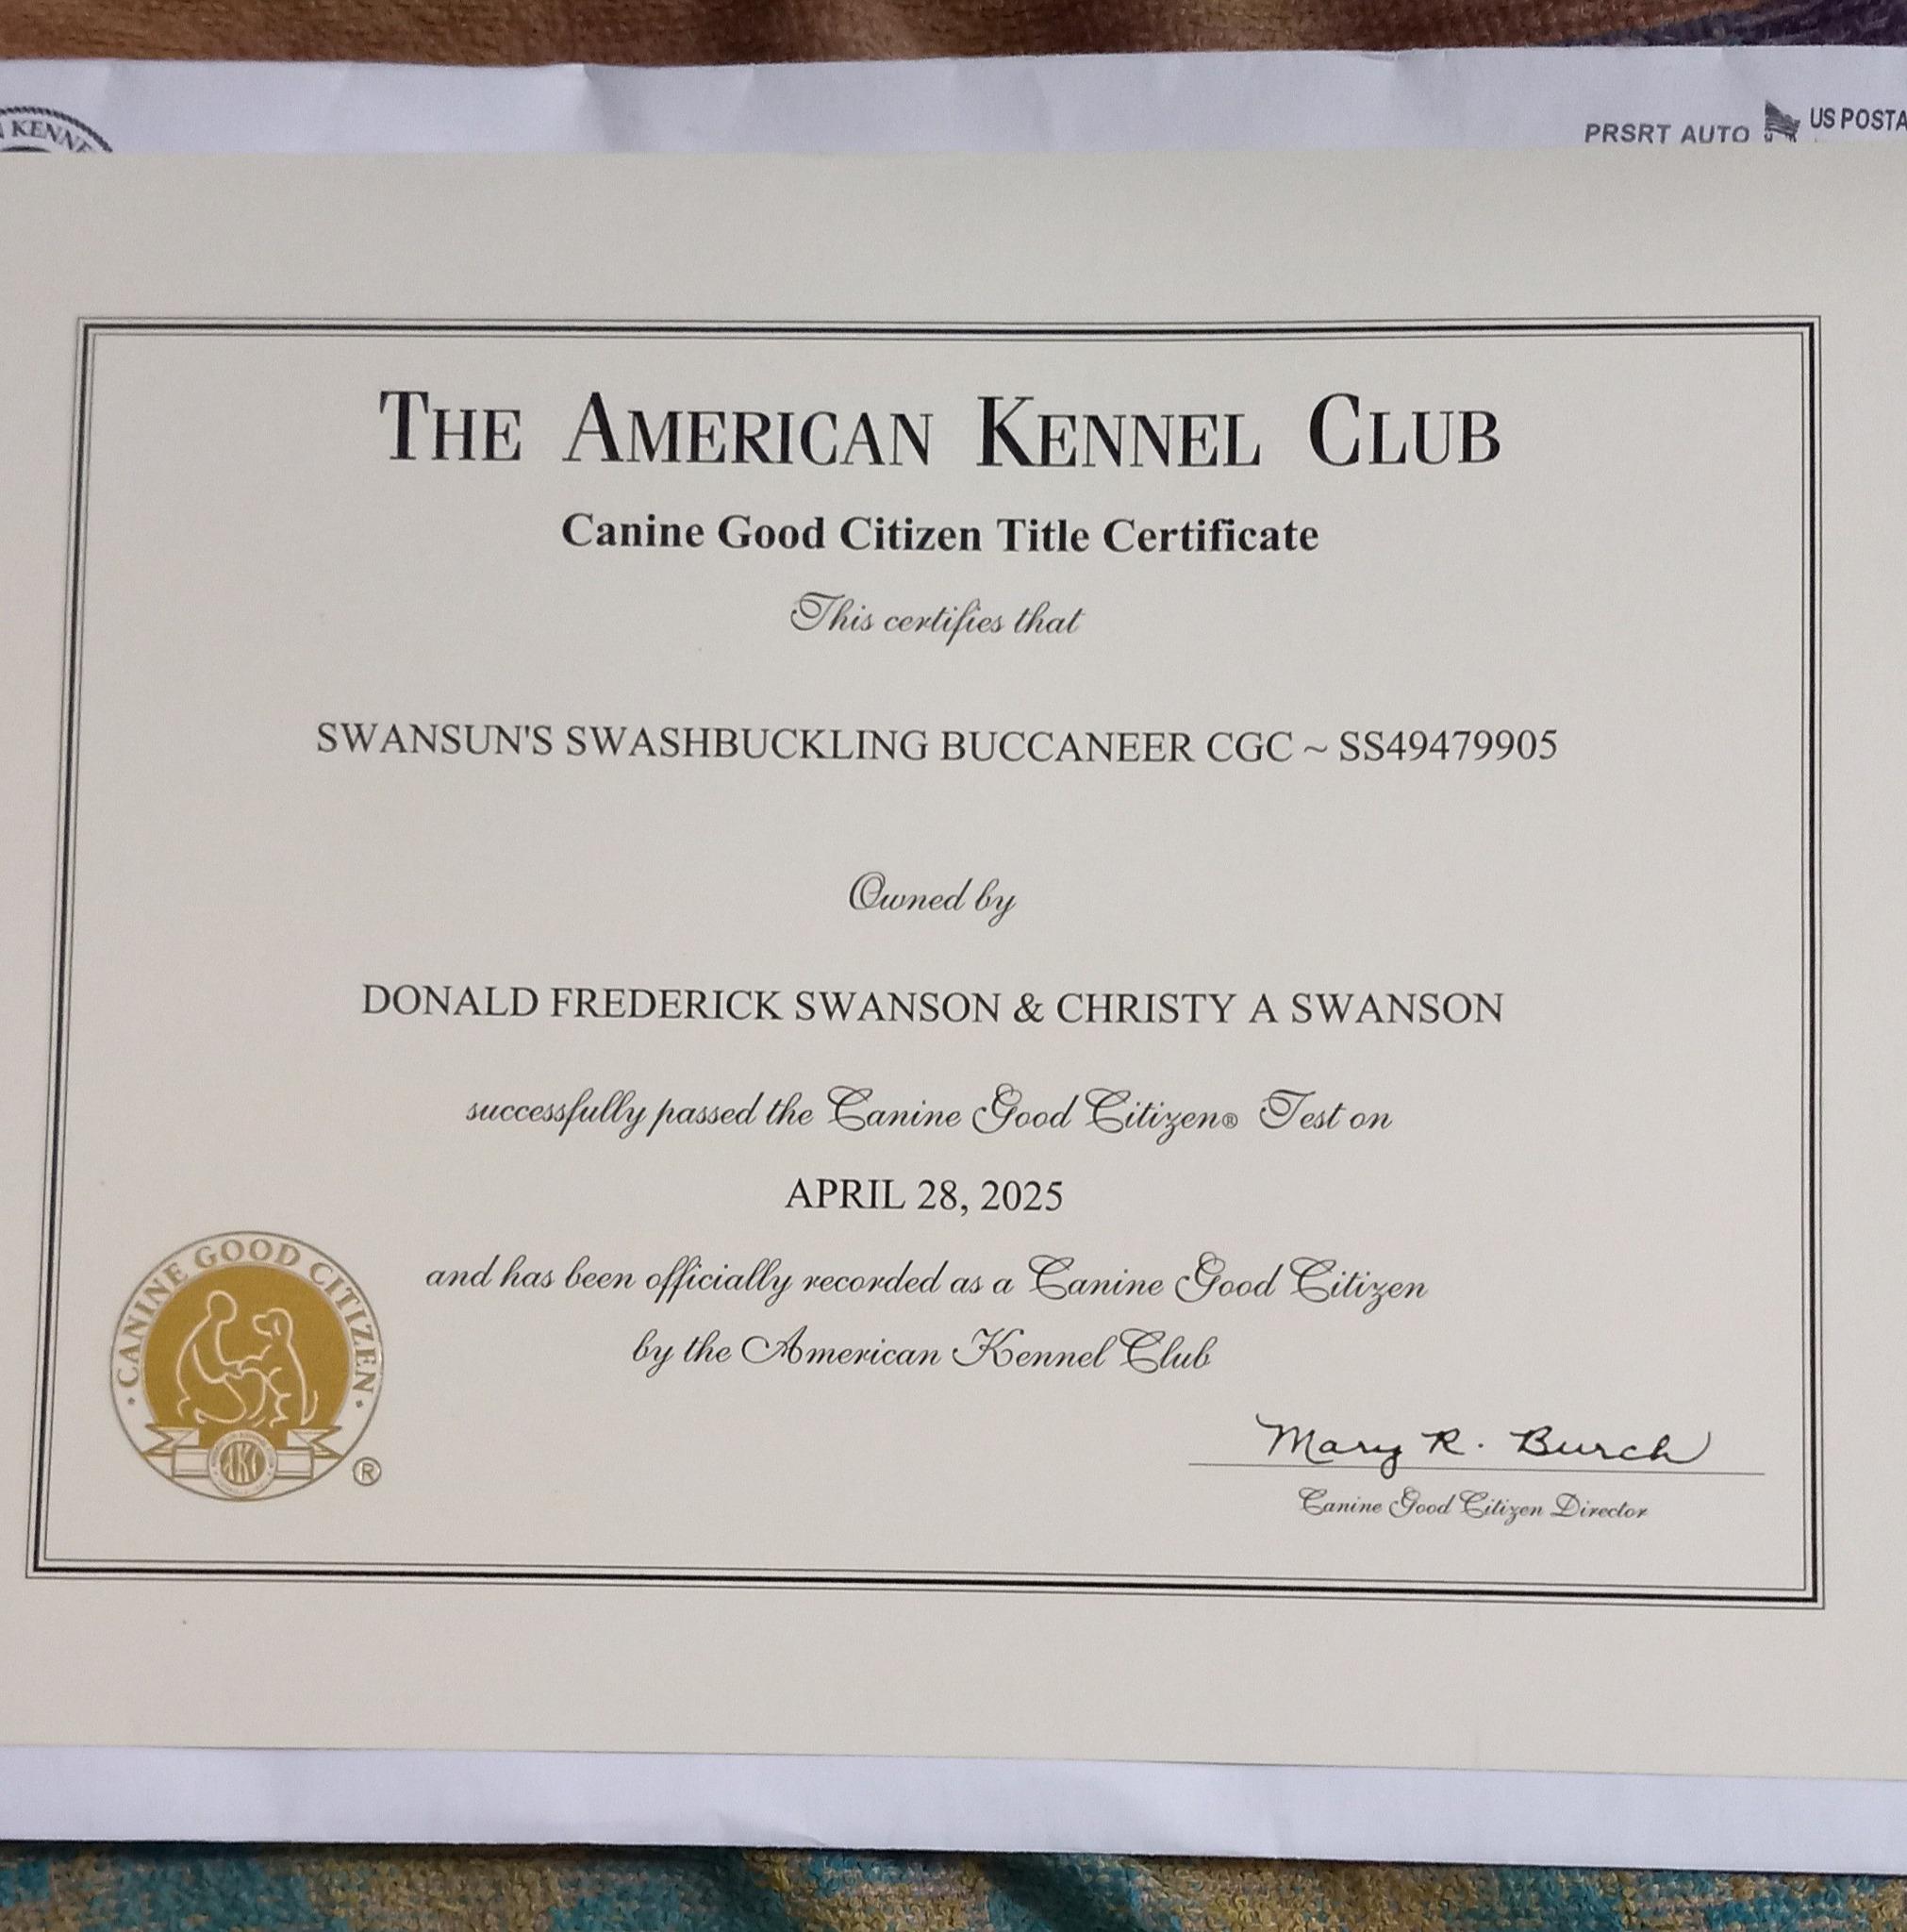 KENNE
PRSRT AUTO
US POSTA
THE AMERICAN KENNEL CLUB
Canine Good Citizen Title Certificate
This certifies that
SWANSUN'S SWASHBUCKLING BUCCANEER CGC ~ SS49479905
Owned by
DONALD FREDERICK SWANSON & CHRISTY A SWANSON
successfully passed the Canine Good Citizen® Test on
APRIL 28, 2025
and has been officially recorded as a Canine Good Citizen
by the American Kennel Club
· CANINE GOOD CITIZEN ·
AKC
®
Mary R. Burch
Canine Good Citizen Director